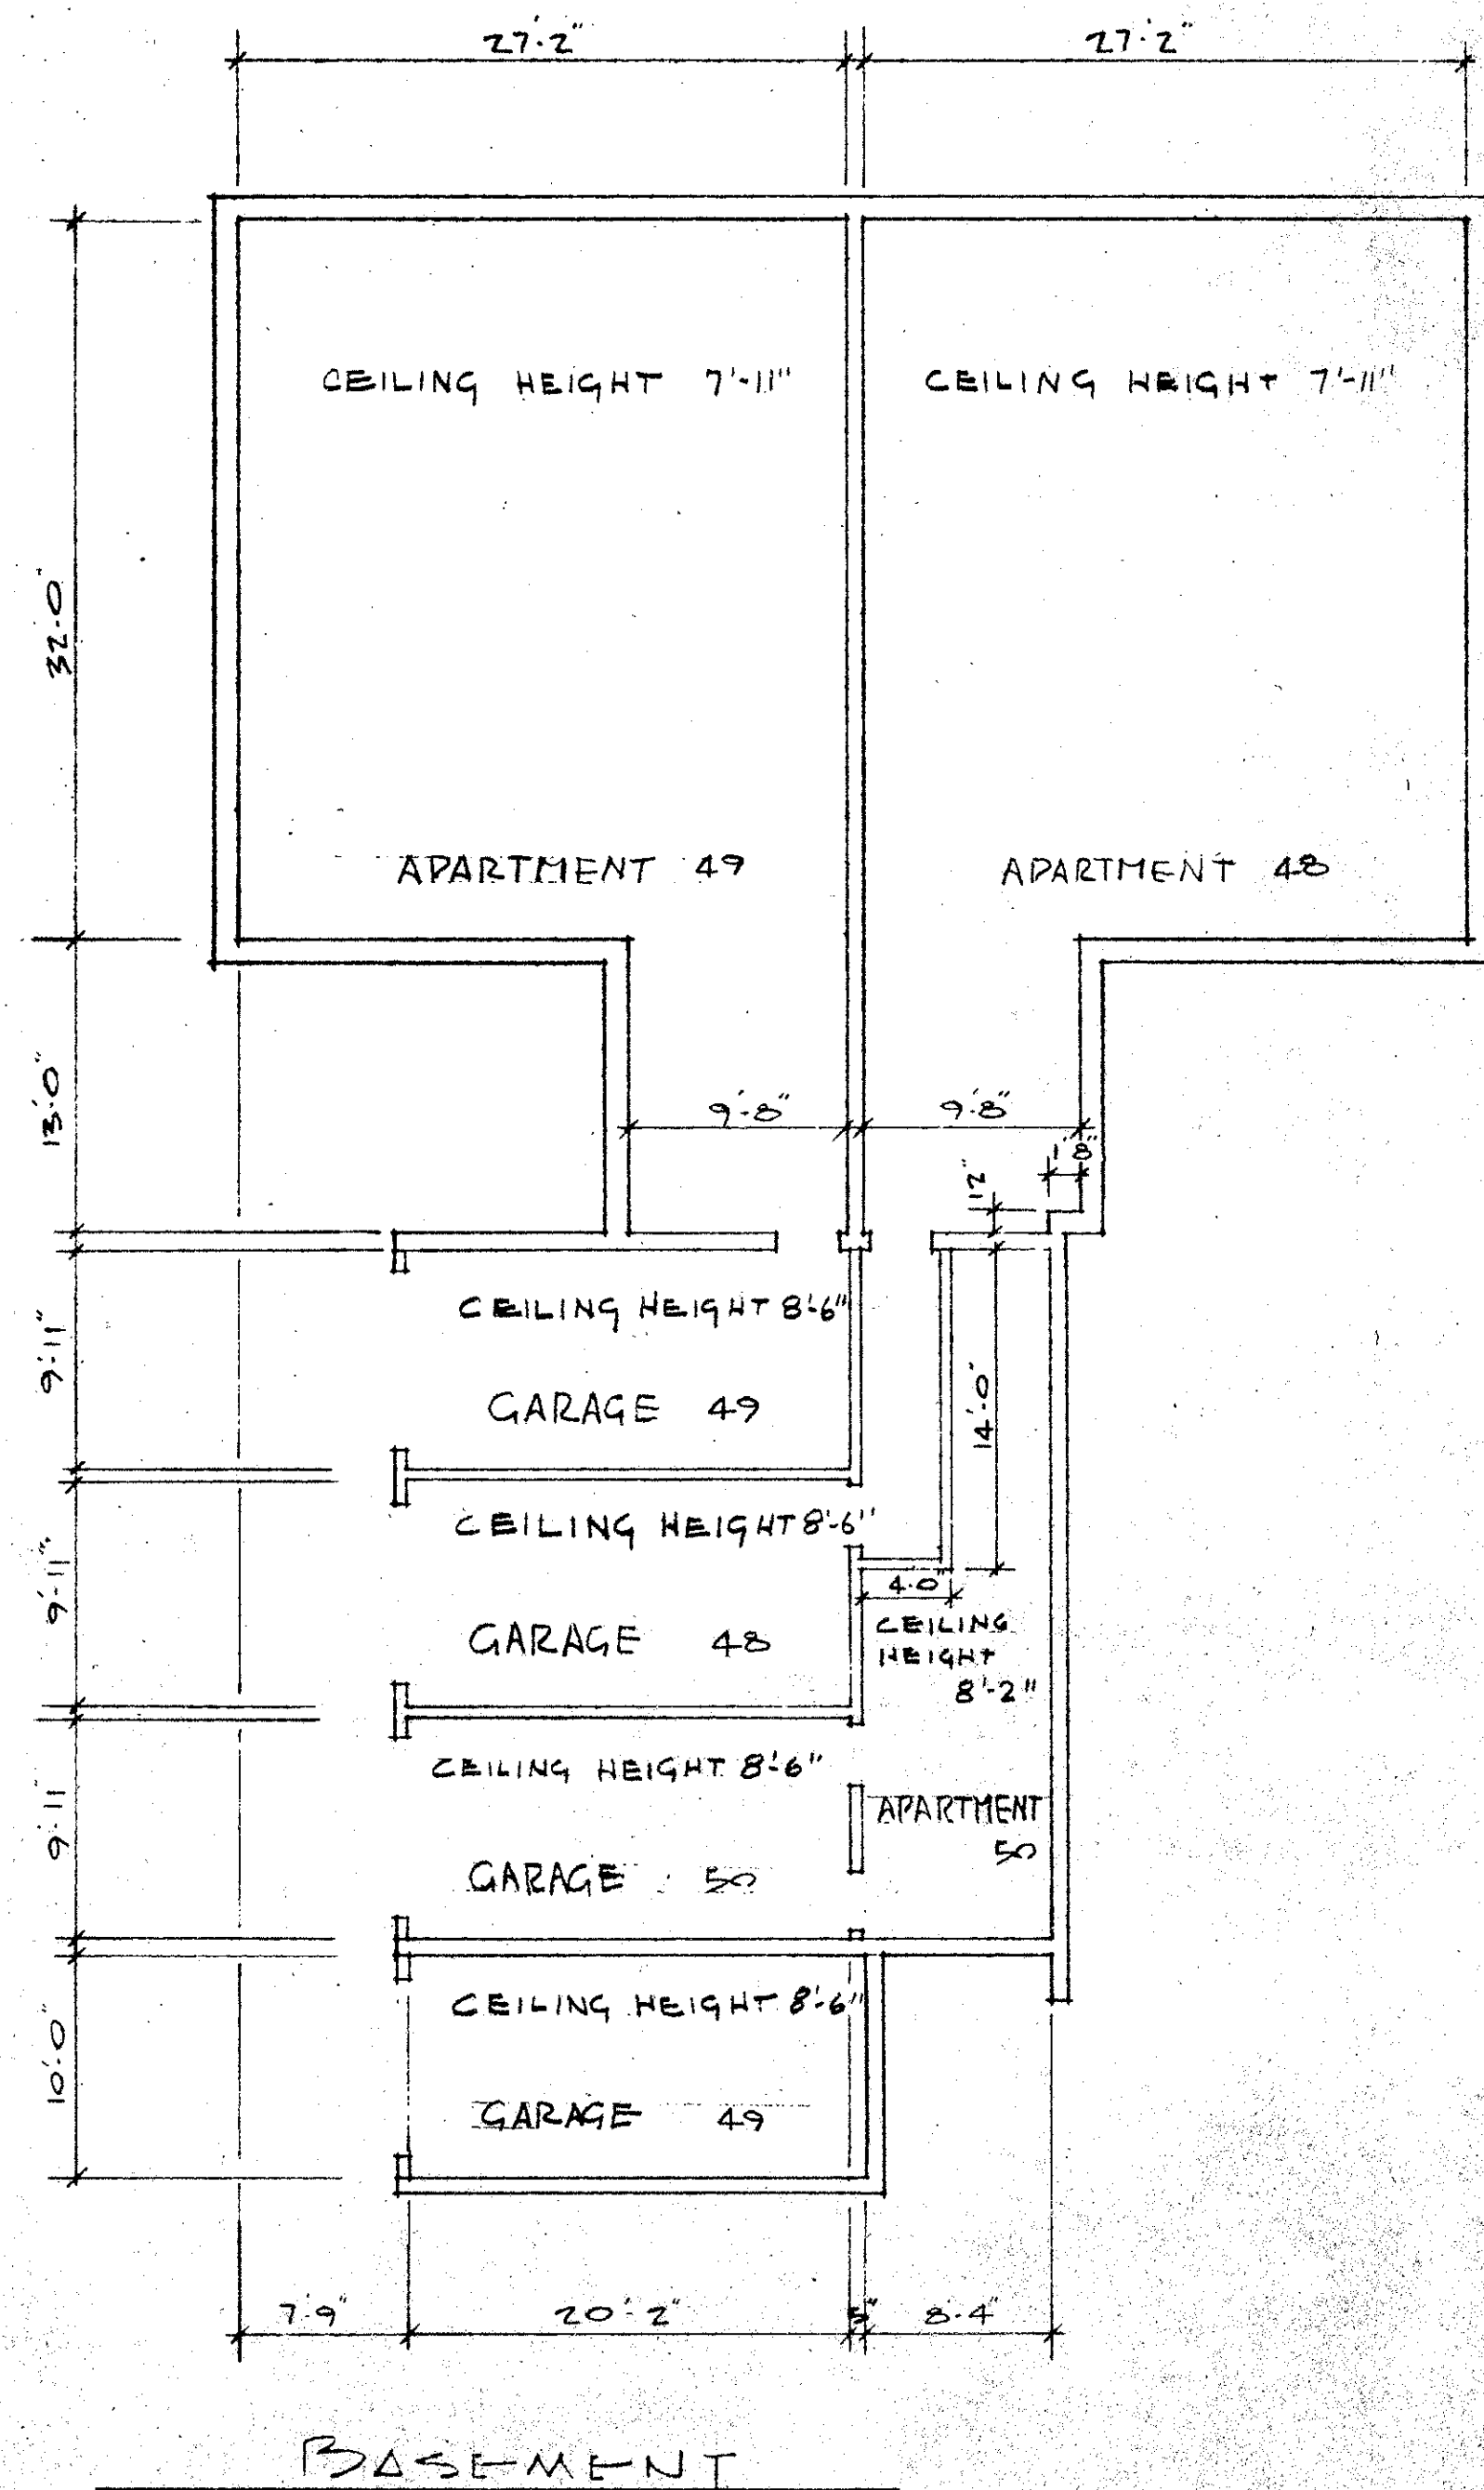 27'-2" 27'-2"
CEILING HEIGHT 7'-11" CEILING HEIGHT 7'-11"
32'-0"
APARTMENT 49 APARTMENT 48
13'-0"
9'-8" 9'-8"
1'8"
12"
CEILING HEIGHT 8'-6"
9'-11"
14'-0"
GARAGE 49
CEILING HEIGHT 8'-6"
9'-11"
4'-0"
GARAGE 48
CEILING
HEIGHT
8'-2"
CEILING HEIGHT 8'-6"
9'-11
APARTMENT
50
GARAGE 50
CEILING HEIGHT 8'-6"
10'-0"
GARAGE 49
7'-9" 20'-2" 5" 8'-4"
BASEMENT